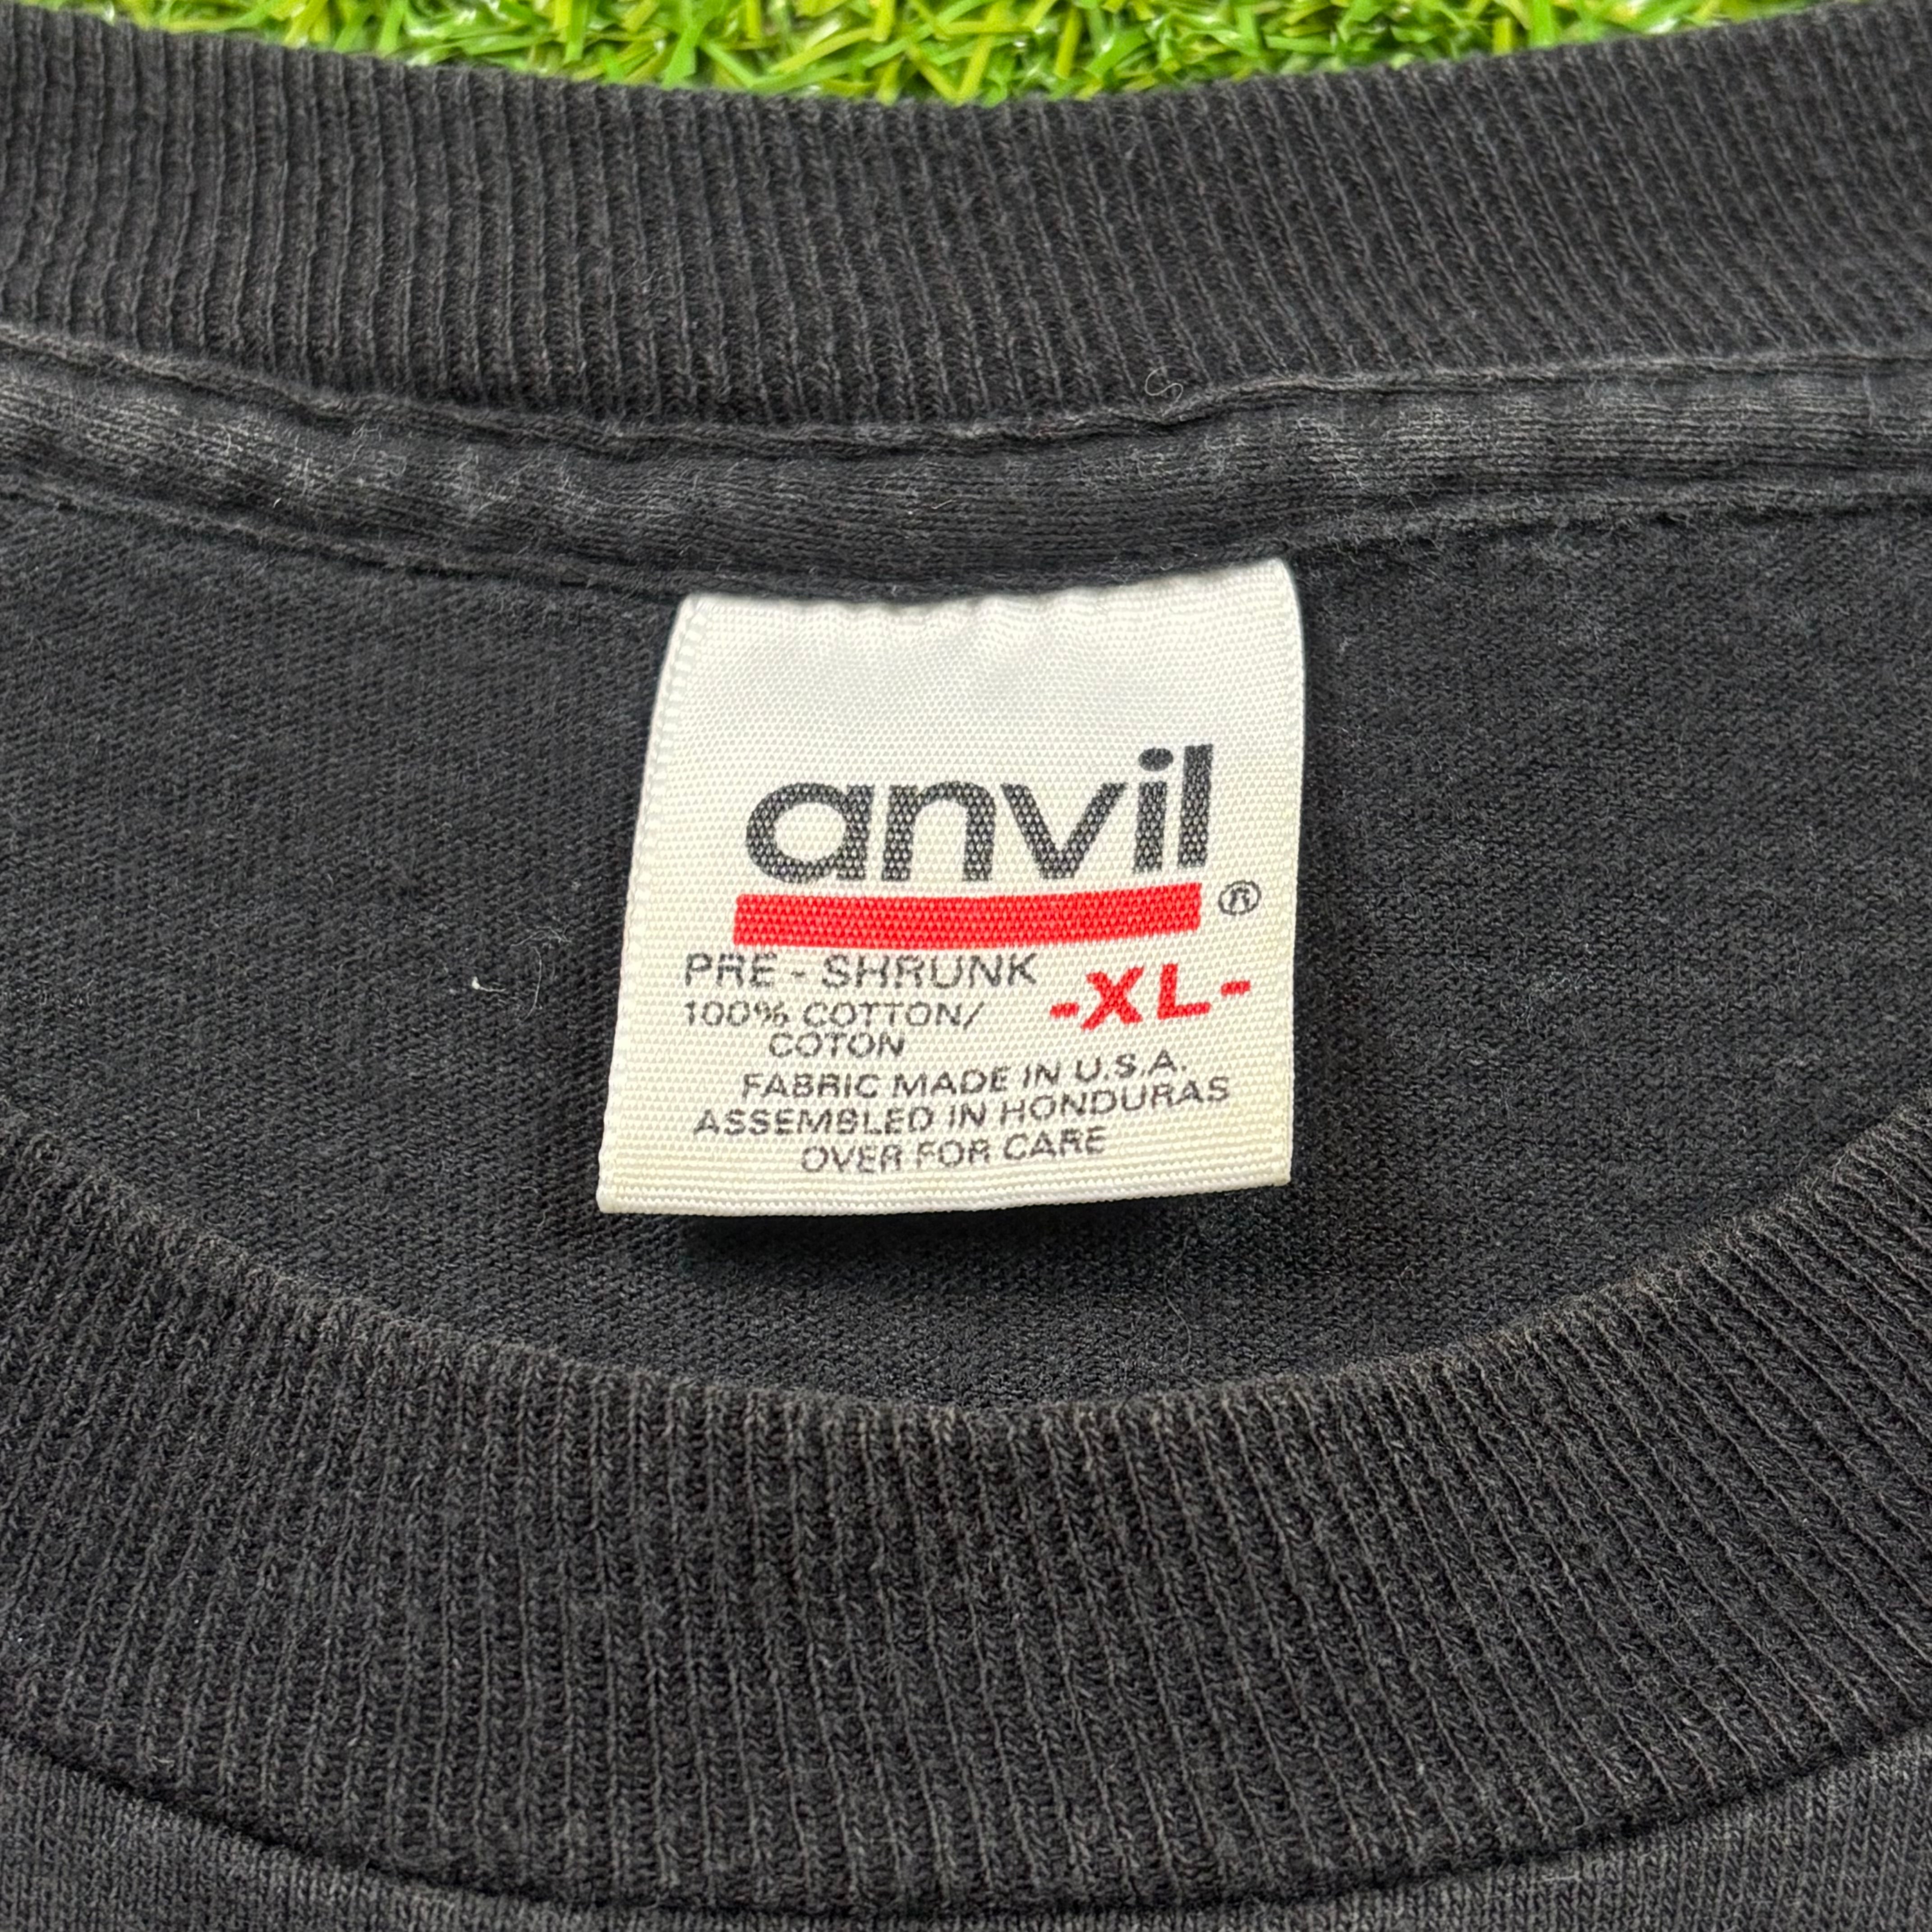 anvil
®
PRE - SHRUNK -XL-
100% COTTON/
COTON
FABRIC MADE IN U.S.A.
ASSEMBLED IN HONDURAS
OVER FOR CARE